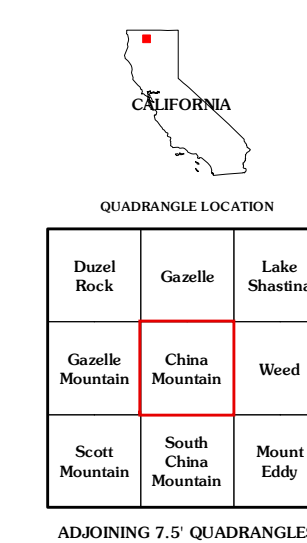 CALIFORNIA
QUADRANGLE LOCATION
Duzel
Rock
Gazelle
Lake
Shastina
Gazelle
Mountain
China
Mountain
Weed
Scott
Mountain
South
China
Mountain
Mount
Eddy
ADJOINING 7.5' QUADRANGLES